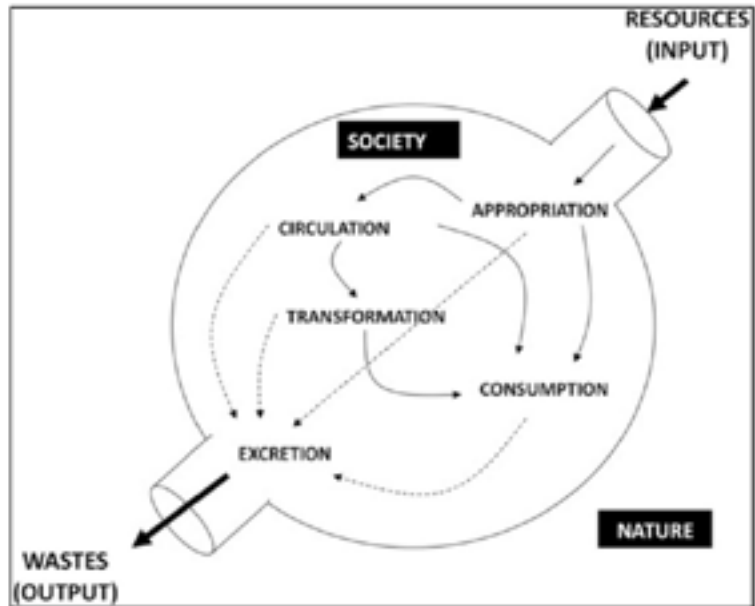 RESOURCES
(INPUT)
SOCIETY
APPROPRIATION
CIRCULATION
TRANSFORMATION
CONSUMPTION
EXCRETION
NATURE
WASTES
(OUTPUT)